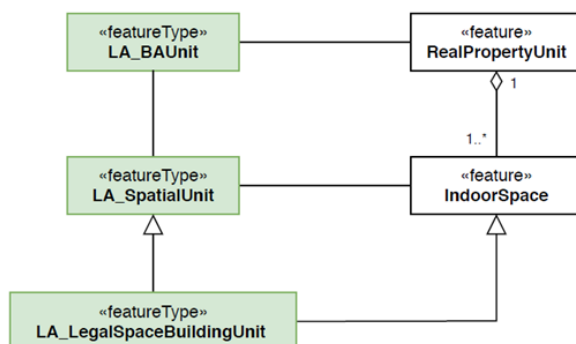 «featureType»
LA_BAUnit
«feature»
RealPropertyUnit
1
1..*
«featureType»
LA_SpatialUnit
«feature»
IndoorSpace
«featureType»
LA_LegalSpaceBuildingUnit